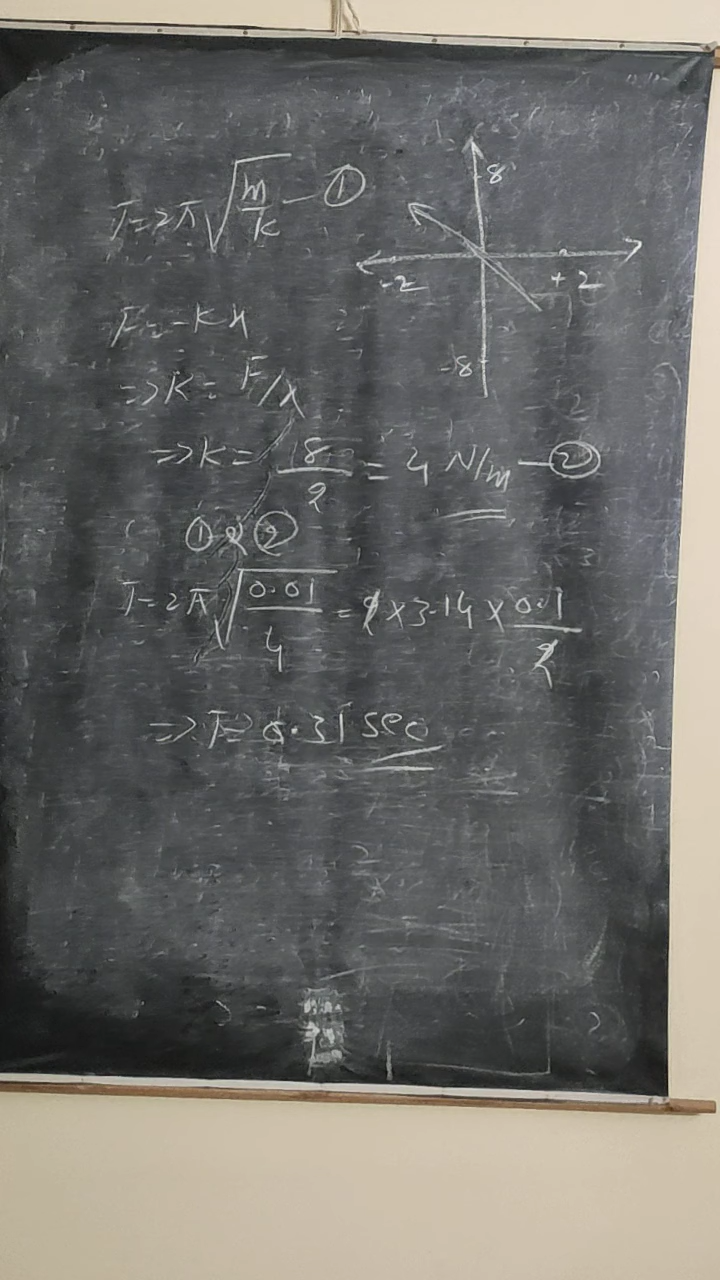 T=2π√(m/k) — ①
8
-2
+2
-8
F=-Kx
⇒K= F/x
⇒K= 8/2 = 4 N/m — ②
① & ②
T=2π√(0.01/4) = 2×3.14×0.1/2
⇒T= 0.31 sec